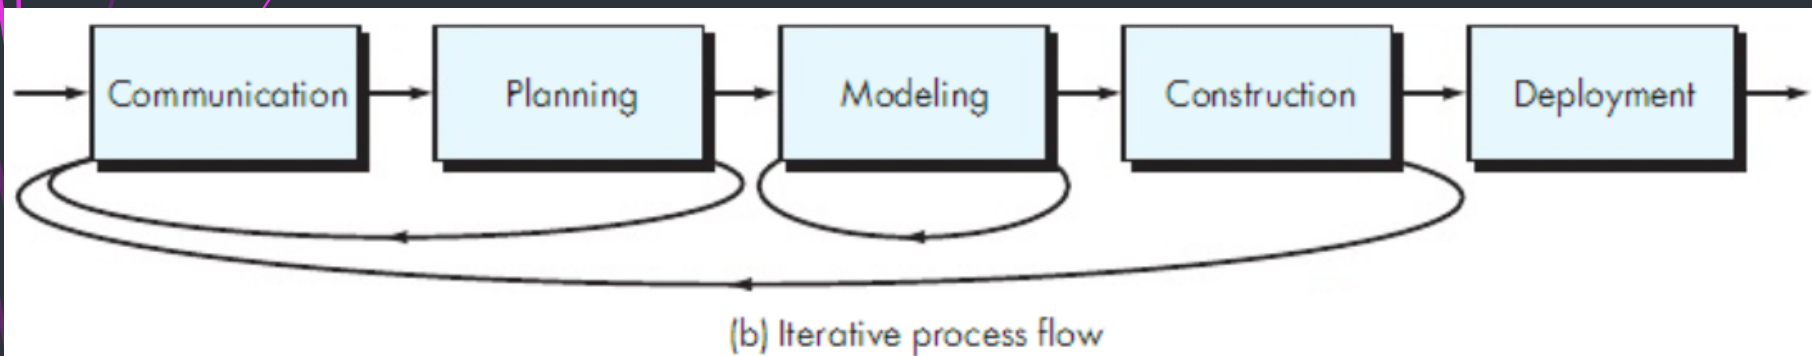 Communication
Planning
Modeling
Construction
Deployment
(b) Iterative process flow